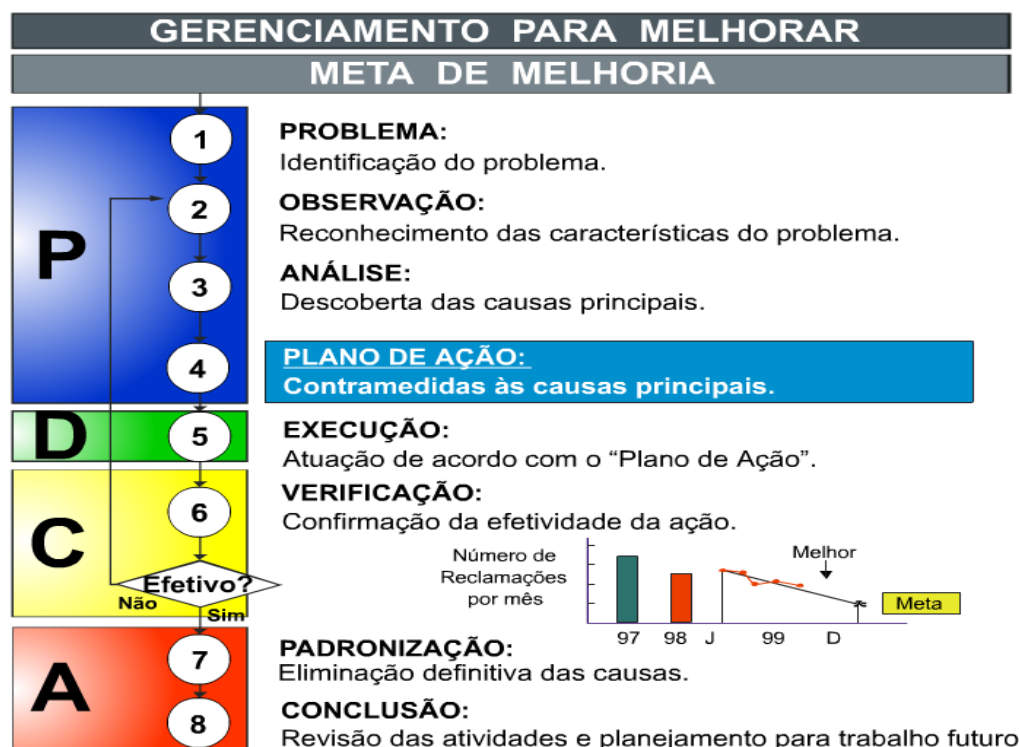 GERENCIAMENTO PARA MELHORAR
META DE MELHORIA
P
1
PROBLEMA:
Identificação do problema.
2
OBSERVAÇÃO:
Reconhecimento das características do problema.
3
ANÁLISE:
Descoberta das causas principais.
4
PLANO DE AÇÃO:
Contramedidas às causas principais.
D
5
EXECUÇÃO:
Atuação de acordo com o “Plano de Ação”.
C
6
VERIFICAÇÃO:
Confirmação da efetividade da ação.
Efetivo?
Não
Sim
Número de
Reclamações
por mês
Melhor
Meta
97 98 J 99 D
A
7
PADRONIZAÇÃO:
Eliminação definitiva das causas.
8
CONCLUSÃO:
Revisão das atividades e planejamento para trabalho futuro